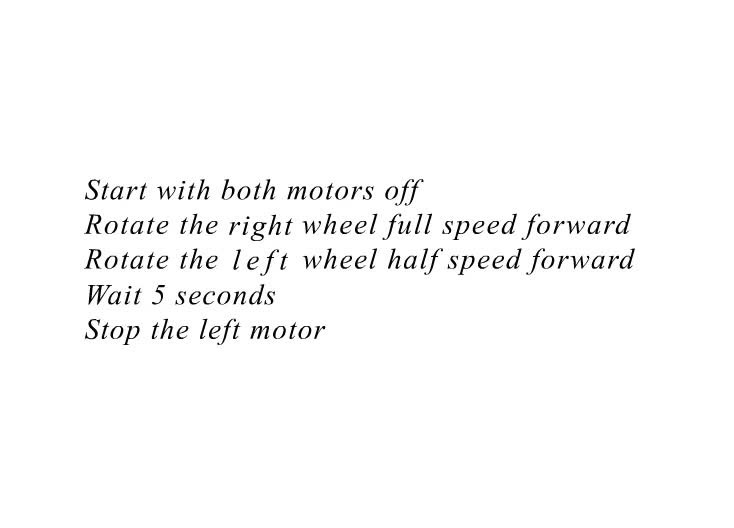 Start with both motors off
Rotate the right wheel full speed forward
Rotate the left wheel half speed forward
Wait 5 seconds
Stop the left motor